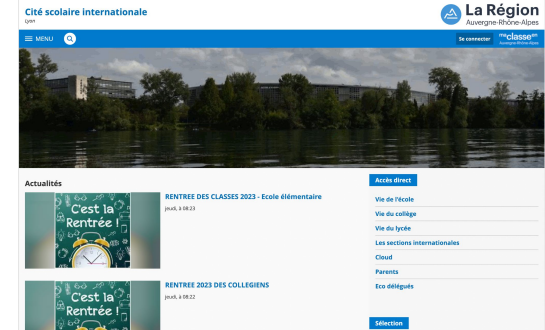 Cité scolaire internationale
Lyon
La Région
Auvergne-Rhône-Alpes
MENU
Se connecter
ma classe en
Auvergne-Rhône-Alpes
Actualités
C'est la
Rentrée !
RENTREE DES CLASSES 2023 - Ecole élémentaire
jeudi, à 08:23
C'est la
Rentrée !
RENTREE 2023 DES COLLEGIENS
jeudi, à 08:22
Accès direct
Vie de l'école
Vie du collège
Vie du lycée
Les sections internationales
Cloud
Parents
Eco délégués
Sélection